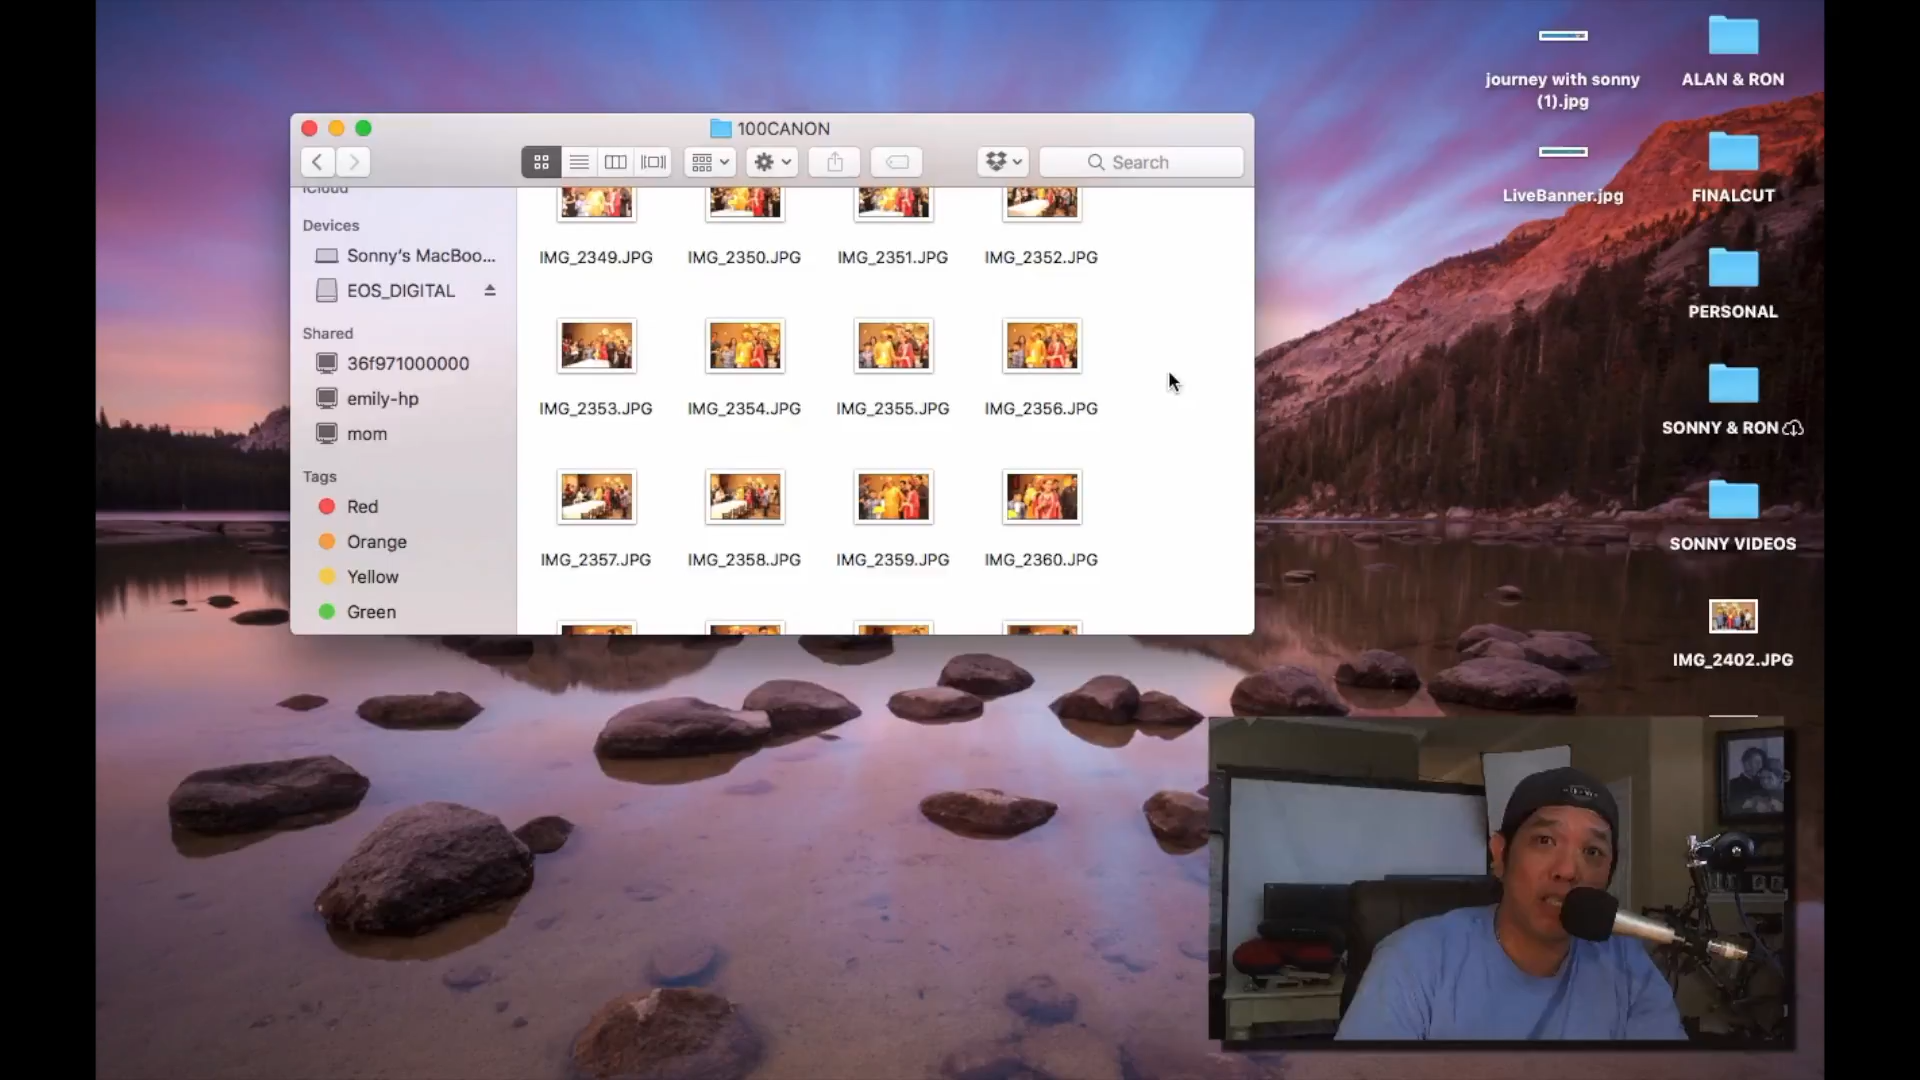 100CANON
Search
iCloud
Devices
Sonny's MacBoo...
EOS_DIGITAL
Shared
36f971000000
emily-hp
mom
Tags
Red
Orange
Yellow
Green
IMG_2349.JPG
IMG_2350.JPG
IMG_2351.JPG
IMG_2352.JPG
IMG_2353.JPG
IMG_2354.JPG
IMG_2355.JPG
IMG_2356.JPG
IMG_2357.JPG
IMG_2358.JPG
IMG_2359.JPG
IMG_2360.JPG
journey with sonny
(1).jpg
LiveBanner.jpg
ALAN & RON
FINALCUT
PERSONAL
SONNY & RON
SONNY VIDEOS
IMG_2402.JPG